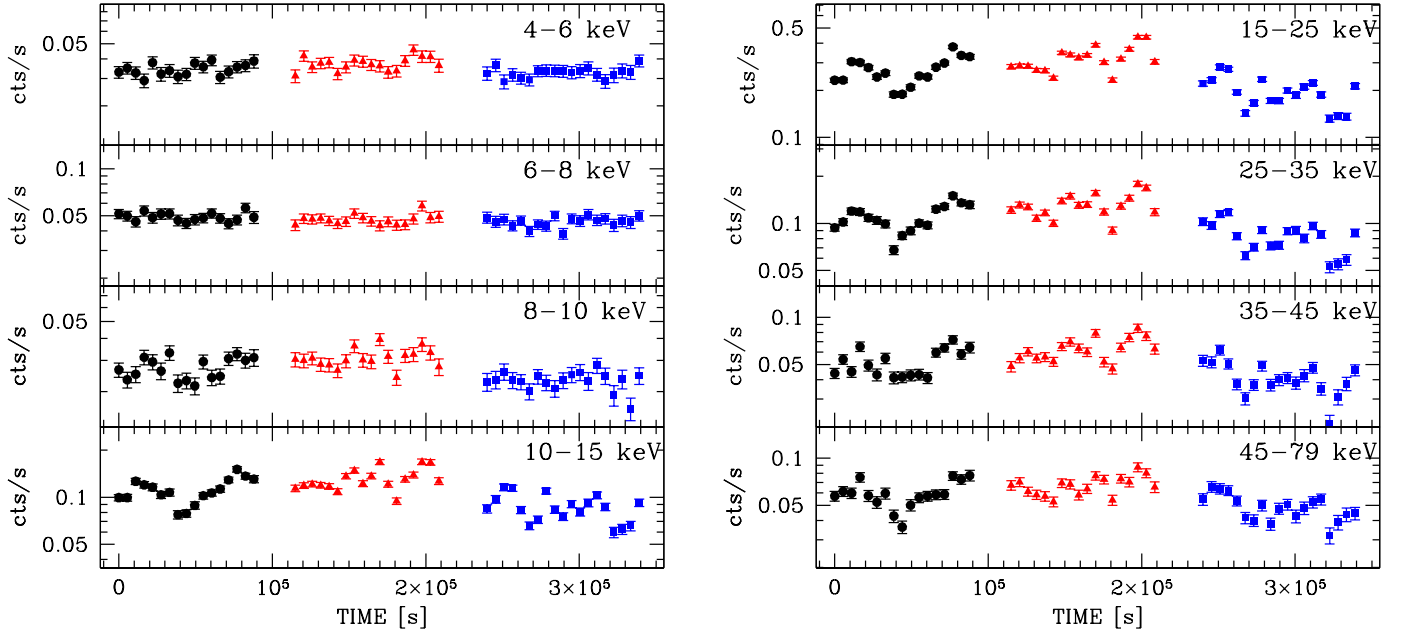 4−6 keV
0.05
cts/s
6−8 keV
0.1
0.05
cts/s
8−10 keV
0.05
cts/s
10−15 keV
0.1
0.05
cts/s
0 10⁵ 2×10⁵ 3×10⁵
TIME [s]
15−25 keV
0.5
0.1
cts/s
25−35 keV
0.1
0.05
cts/s
35−45 keV
0.1
0.05
cts/s
45−79 keV
0.1
0.05
cts/s
0 10⁵ 2×10⁵ 3×10⁵
TIME [s]